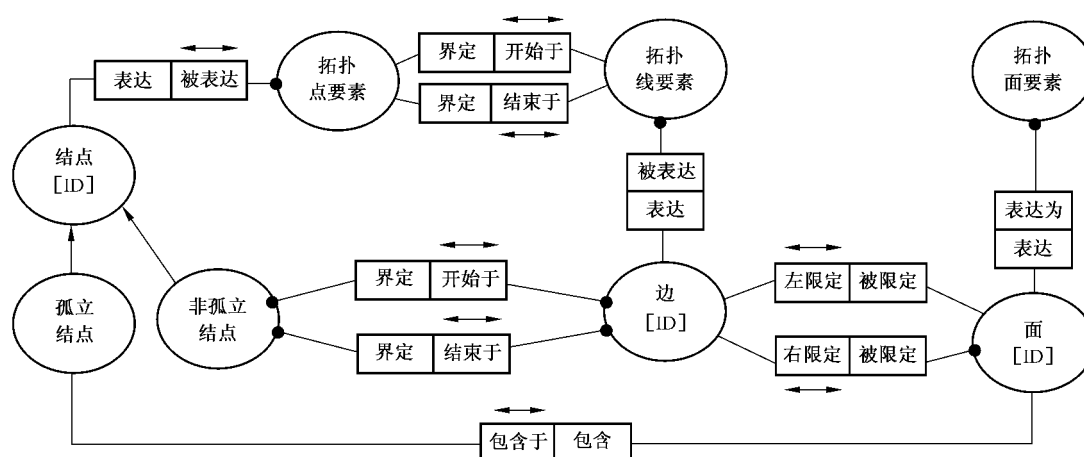 表达
被表达
拓扑
点要素
界定
开始于
界定
结束于
拓扑
线要素
拓扑
面要素
结点
[ID]
被表达
表达
表达为
表达
孤立
结点
非孤立
结点
界定
开始于
界定
结束于
边
[ID]
左限定
被限定
右限定
被限定
面
[ID]
包含于
包含